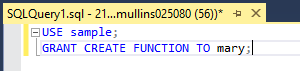 SQLQuery1.sql - 21...mullins025080 (56))*
USE sample;
GRANT CREATE FUNCTION TO mary;